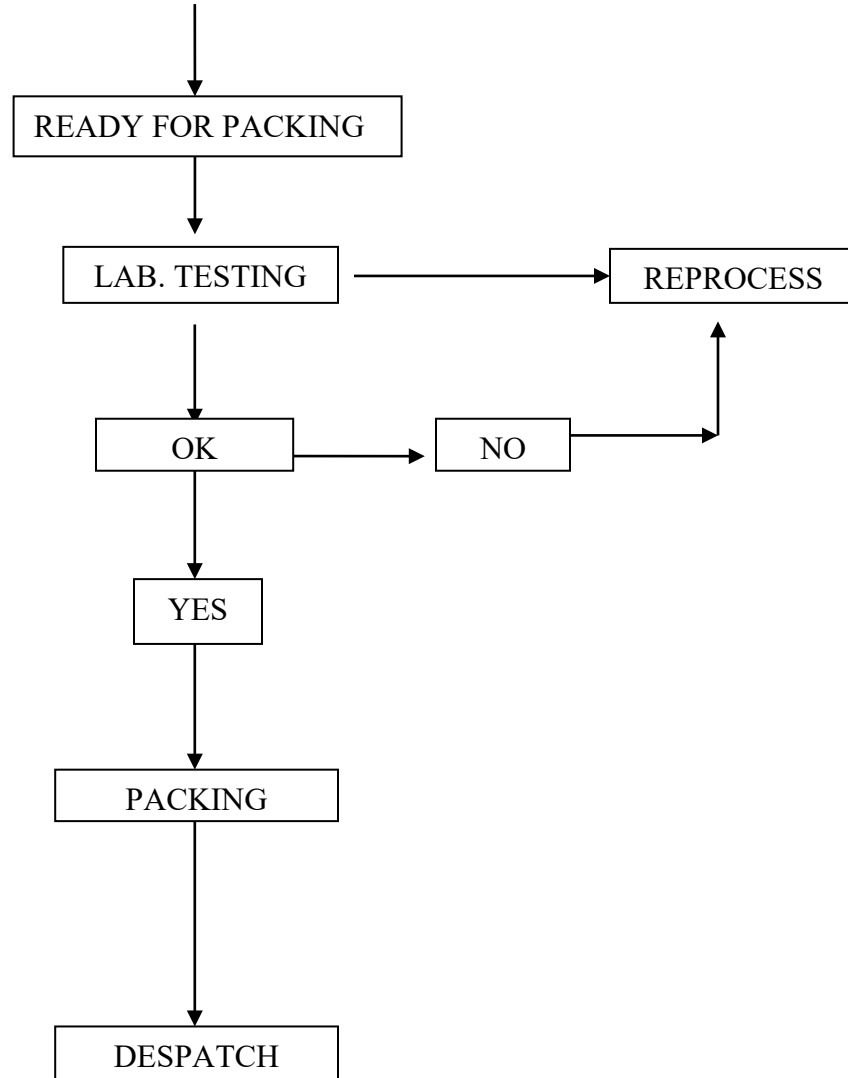 READY FOR PACKING
LAB. TESTING
REPROCESS
OK
NO
YES
PACKING
DESPATCH